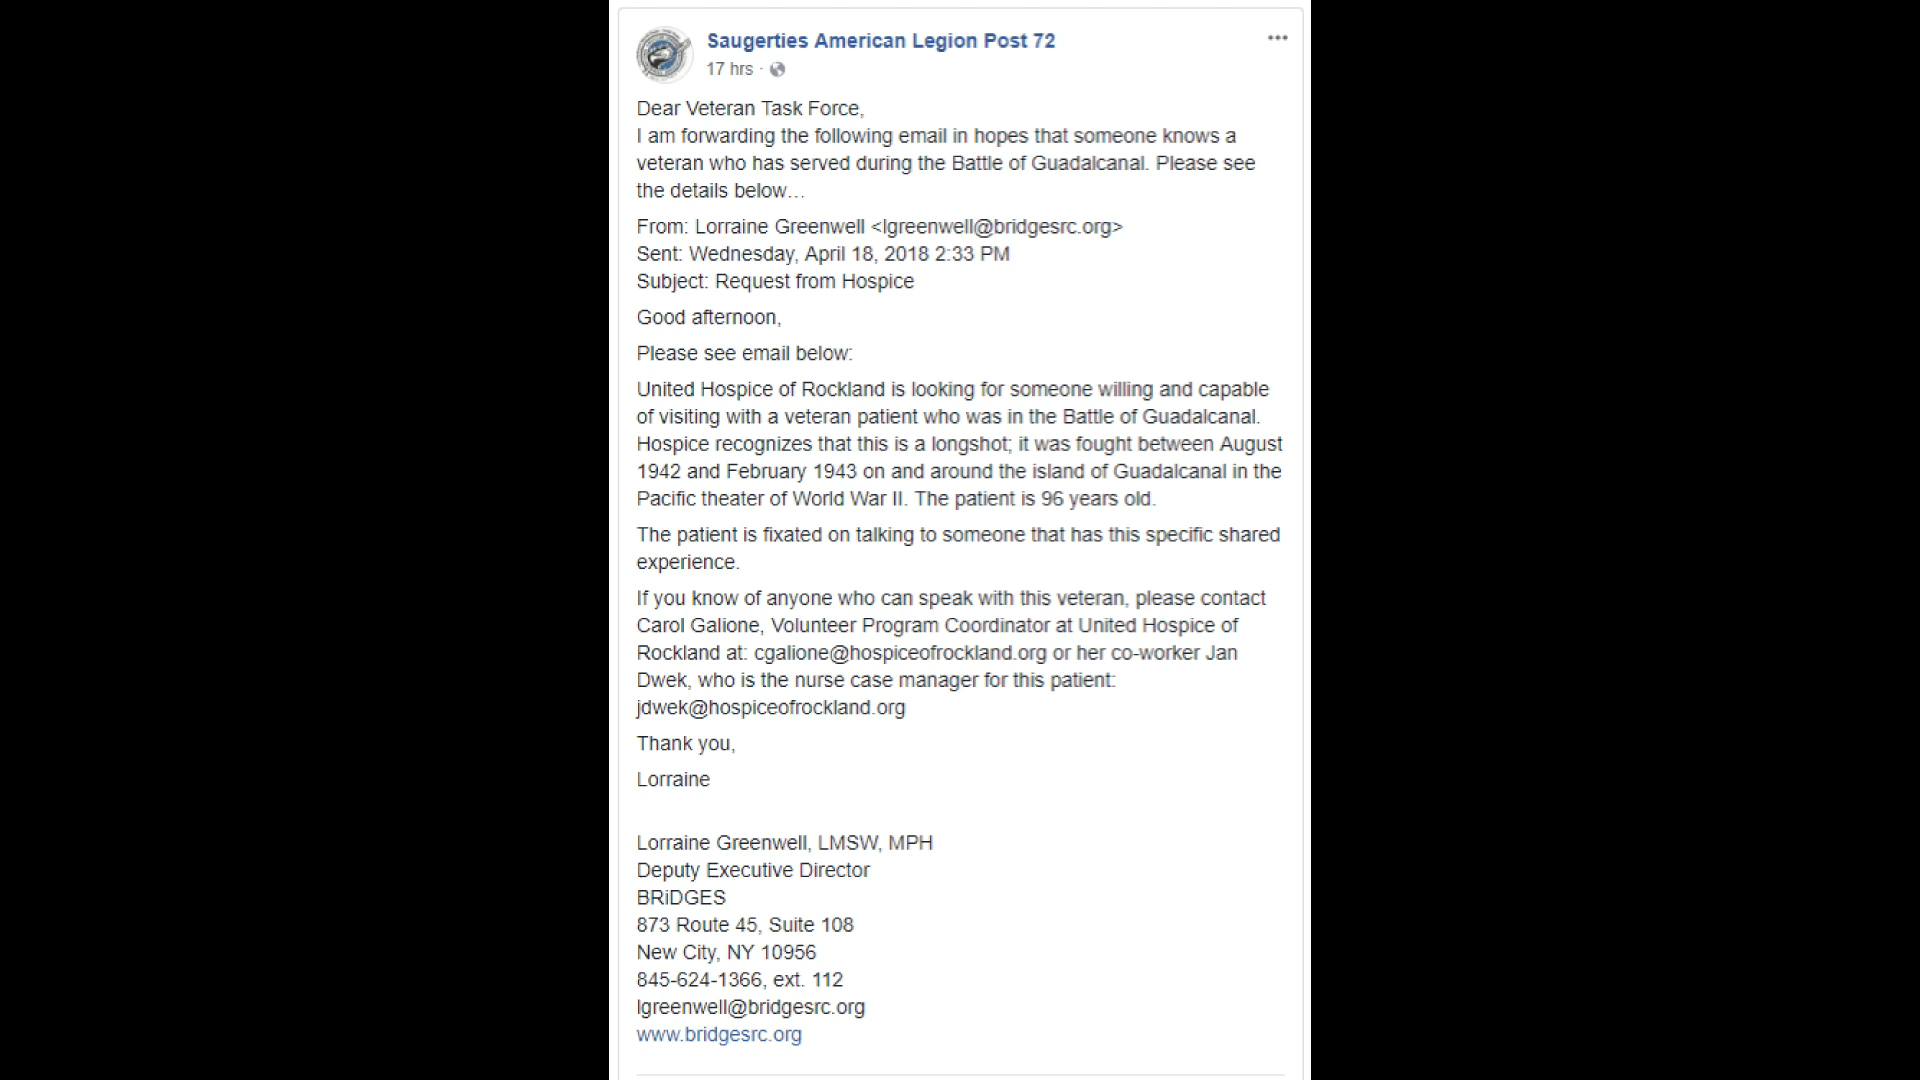 Saugerties American Legion Post 72
17 hrs ·
Dear Veteran Task Force,
I am forwarding the following email in hopes that someone knows a
veteran who has served during the Battle of Guadalcanal. Please see
the details below…
From: Lorraine Greenwell <lgreenwell@bridgesrc.org>
Sent: Wednesday, April 18, 2018 2:33 PM
Subject: Request from Hospice
Good afternoon,
Please see email below:
United Hospice of Rockland is looking for someone willing and capable
of visiting with a veteran patient who was in the Battle of Guadalcanal.
Hospice recognizes that this is a longshot; it was fought between August
1942 and February 1943 on and around the island of Guadalcanal in the
Pacific theater of World War II. The patient is 96 years old.
The patient is fixated on talking to someone that has this specific shared
experience.
If you know of anyone who can speak with this veteran, please contact
Carol Galione, Volunteer Program Coordinator at United Hospice of
Rockland at: cgalione@hospiceofrockland.org or her co-worker Jan
Dwek, who is the nurse case manager for this patient:
jdwek@hospiceofrockland.org
Thank you,
Lorraine
Lorraine Greenwell, LMSW, MPH
Deputy Executive Director
BRiDGES
873 Route 45, Suite 108
New City, NY 10956
845-624-1366, ext. 112
lgreenwell@bridgesrc.org
www.bridgesrc.org